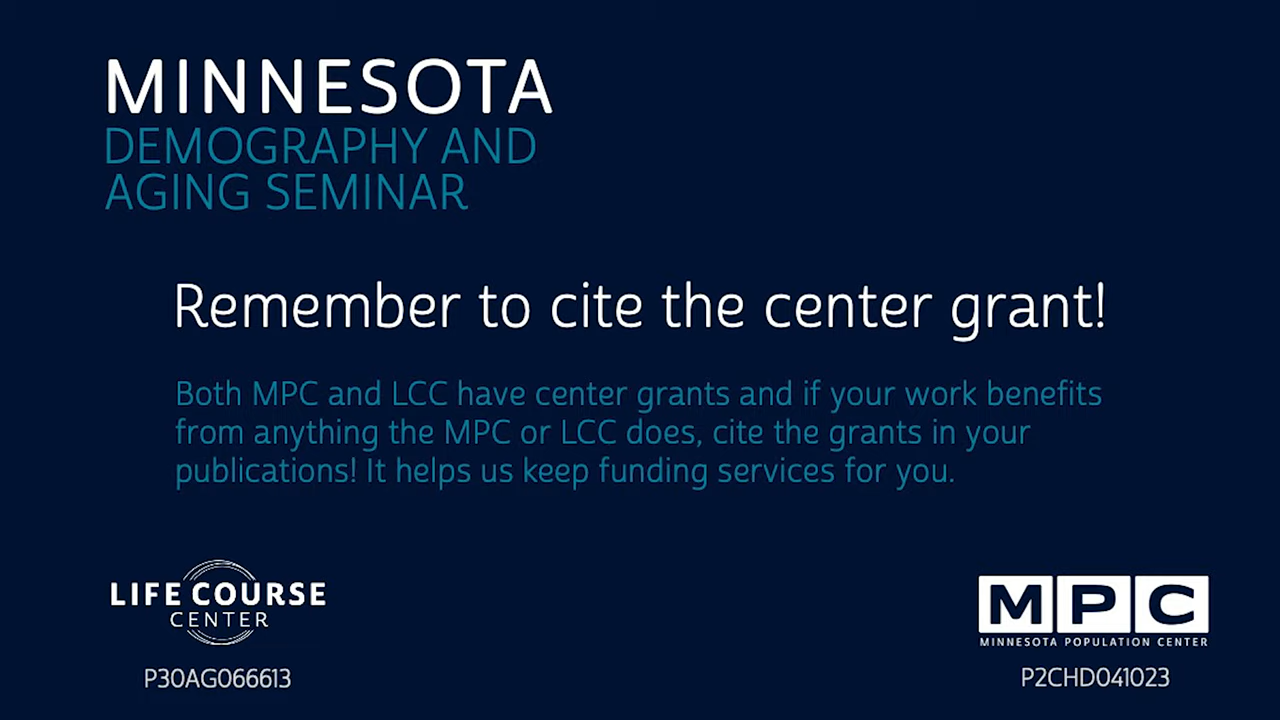 MINNESOTA
DEMOGRAPHY AND
AGING SEMINAR
Remember to cite the center grant!
Both MPC and LCC have center grants and if your work benefits
from anything the MPC or LCC does, cite the grants in your
publications! It helps us keep funding services for you.
LIFE COURSE
CENTER
P30AG066613
MPC
MINNESOTA POPULATION CENTER
P2CHD041023